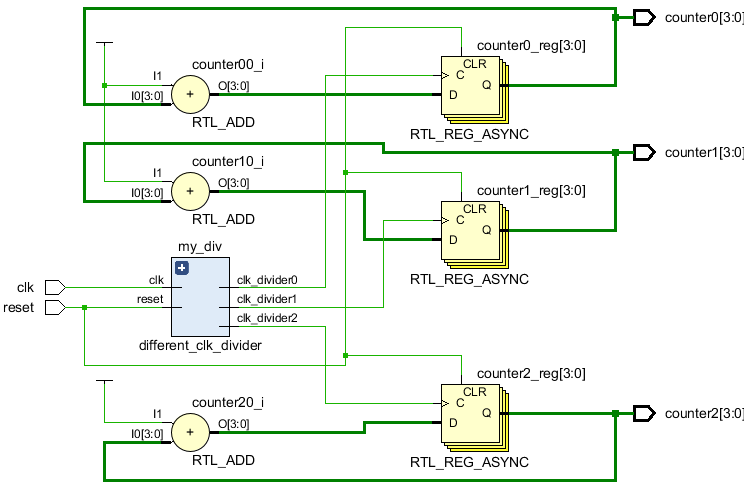 counter0[3:0]
counter00_i
counter0_reg[3:0]
I1
I0[3:0]
+
O[3:0]
RTL_ADD
CLR
C
D
Q
RTL_REG_ASYNC
counter1[3:0]
counter10_i
counter1_reg[3:0]
I1
I0[3:0]
+
O[3:0]
RTL_ADD
CLR
C
D
Q
RTL_REG_ASYNC
my_div
+
clk
clk
clk_divider0
reset
reset
clk_divider1
clk_divider2
different_clk_divider
counter2_reg[3:0]
counter20_i
I1
I0[3:0]
+
O[3:0]
RTL_ADD
CLR
C
D
Q
RTL_REG_ASYNC
counter2[3:0]